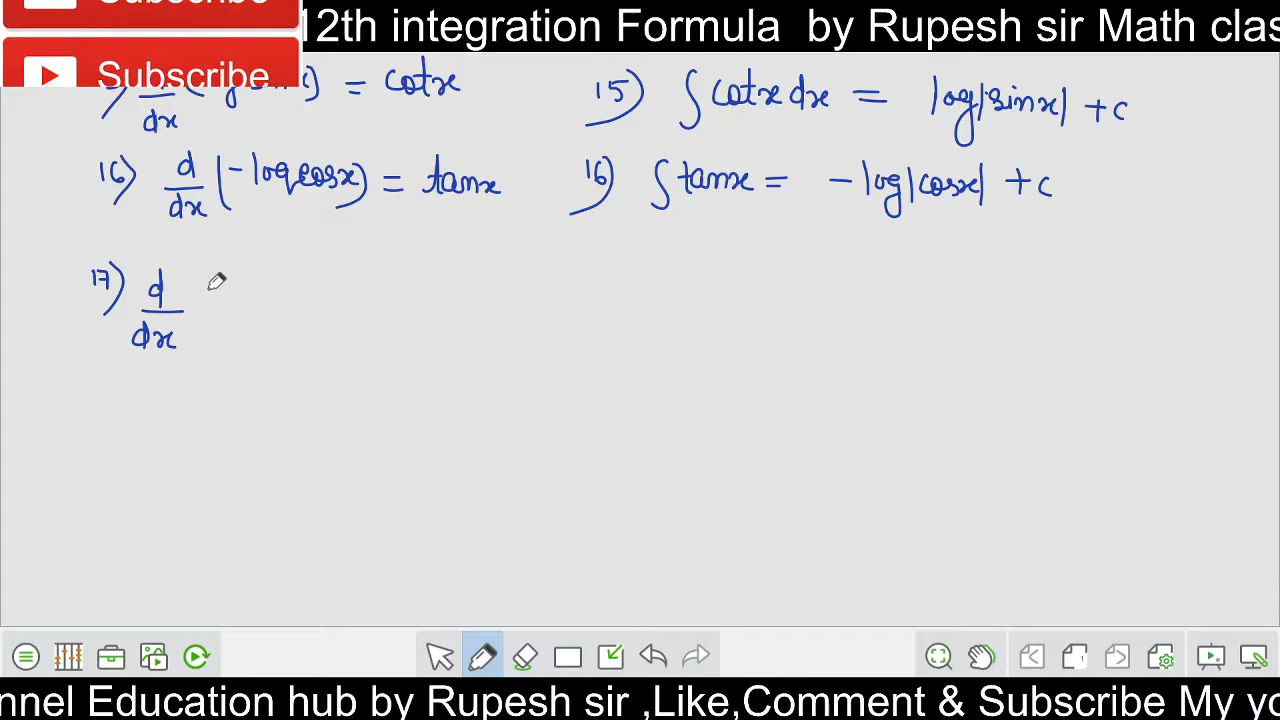 12th integration Formula by Rupesh sir Math clas
Subscribe
Subscribe
d/dx = cotx
15) ∫ cotx dx = log|sinx| + c
16) d/dx (-log cosx) = tanx
16) ∫ tanx = -log|cosx| + c
17) d/dx
nnel Education hub by Rupesh sir ,Like,Comment & Subscribe My yo